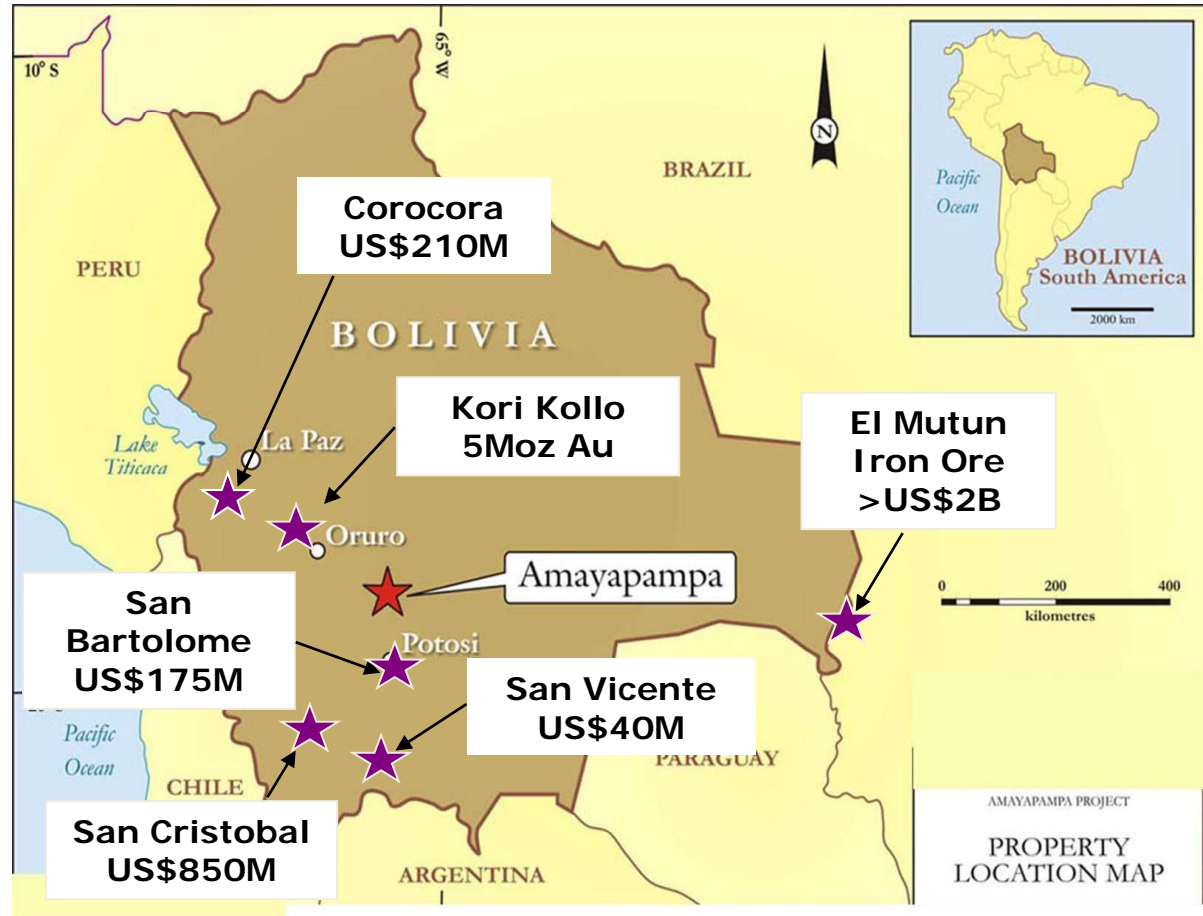 10° S
65° W
N
BRAZIL
Pacific
Ocean
BOLIVIA
South America
2000 km
Corocora
US$210M
PERU
BOLIVIA
Kori Kollo
5Moz Au
El Mutun
Iron Ore
>US$2B
Lake
Titicaca
La Paz
Oruro
Amayapampa
0 200 400
kilometres
San
Bartolome
US$175M
Potosi
San Vicente
US$40M
Pacific
Ocean
PARAGUAY
CHILE
San Cristobal
US$850M
ARGENTINA
AMAYAPAMPA PROJECT
PROPERTY
LOCATION MAP